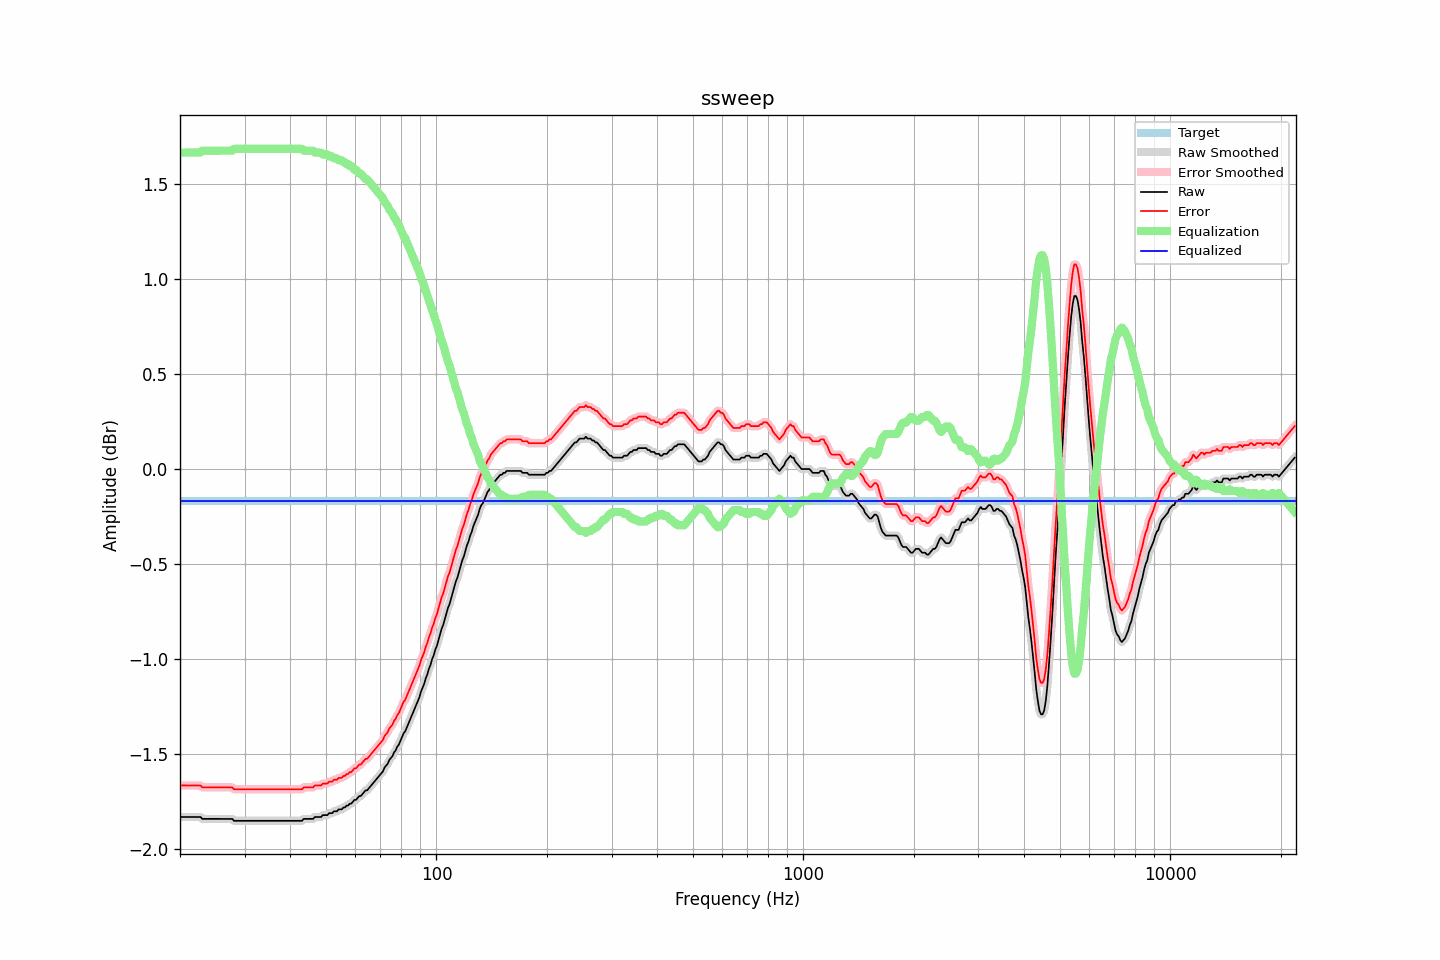 ssweep
Target
Raw Smoothed
Error Smoothed
Raw
Error
Equalization
Equalized
1.5
1.0
0.5
0.0
−0.5
−1.0
−1.5
−2.0
Amplitude (dBr)
100
1000
10000
Frequency (Hz)